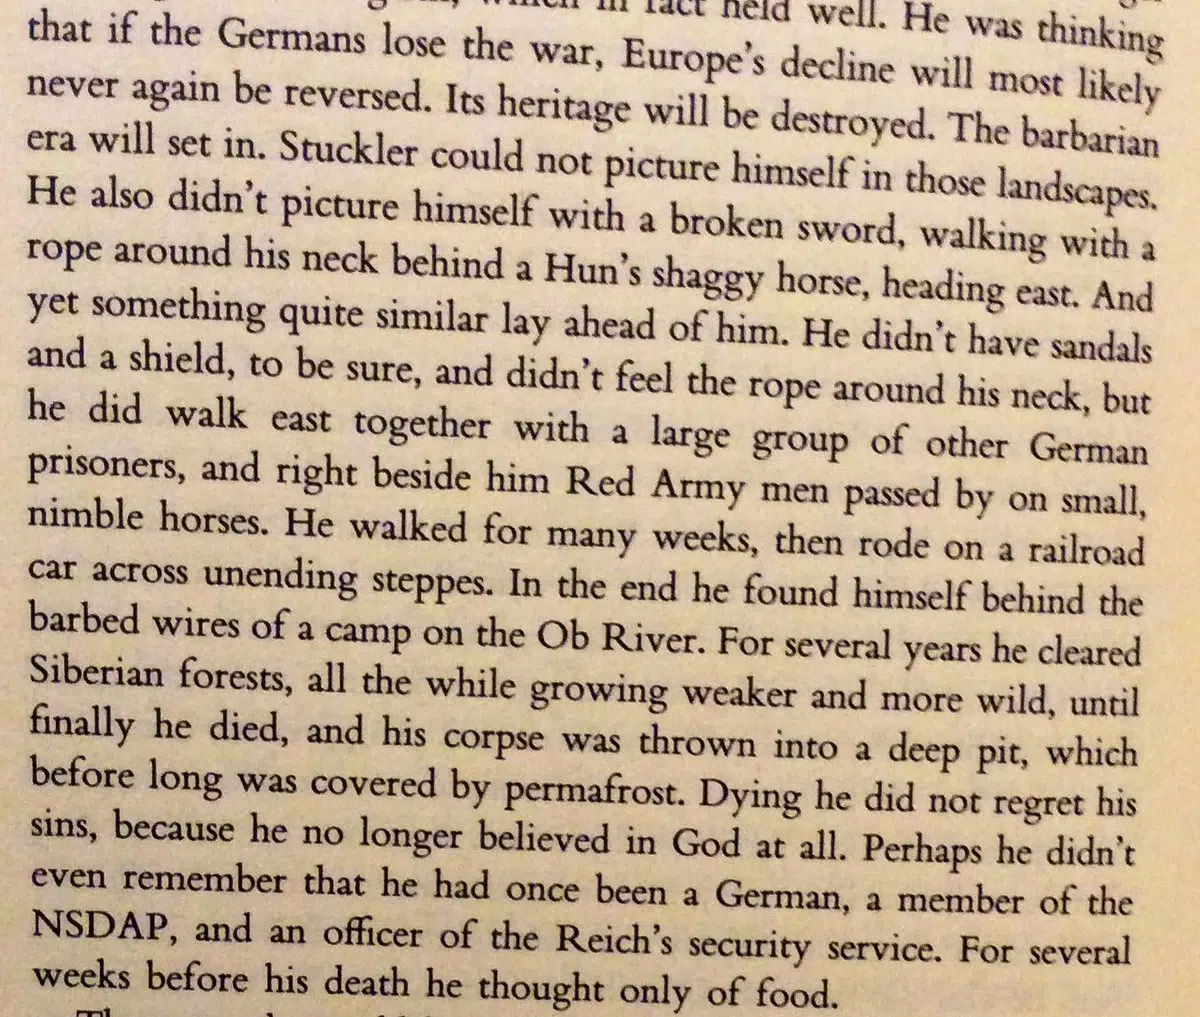 in fact held well. He was thinking
that if the Germans lose the war, Europe's decline will most likely
never again be reversed. Its heritage will be destroyed. The barbarian
era will set in. Stuckler could not picture himself in those landscapes.
He also didn't picture himself with a broken sword, walking with a
rope around his neck behind a Hun's shaggy horse, heading east. And
yet something quite similar lay ahead of him. He didn't have sandals
and a shield, to be sure, and didn't feel the rope around his neck, but
he did walk east together with a large group of other German
prisoners, and right beside him Red Army men passed by on small,
nimble horses. He walked for many weeks, then rode on a railroad
car across unending steppes. In the end he found himself behind the
barbed wires of a camp on the Ob River. For several years he cleared
Siberian forests, all the while growing weaker and more wild, until
finally he died, and his corpse was thrown into a deep pit, which
before long was covered by permafrost. Dying he did not regret his
sins, because he no longer believed in God at all. Perhaps he didn't
even remember that he had once been a German, a member of the
NSDAP, and an officer of the Reich's security service. For several
weeks before his death he thought only of food.